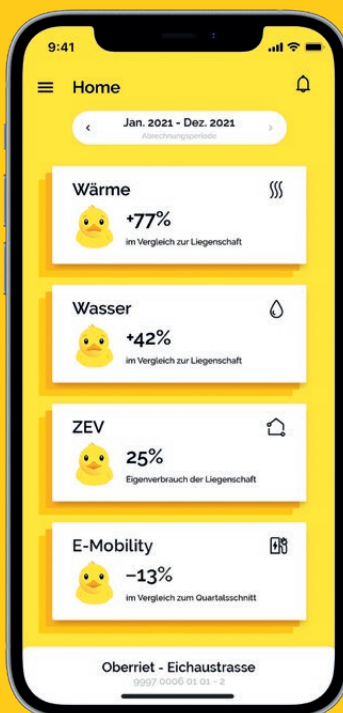 9:41
Home
Jan. 2021 - Dez. 2021
Abrechnungsperiode
Wärme
+77%
im Vergleich zur Liegenschaft
Wasser
+42%
im Vergleich zur Liegenschaft
ZEV
25%
Eigenverbrauch der Liegenschaft
E-Mobility
–13%
im Vergleich zum Quartalsschnitt
Oberriet - Eichaustrasse
9997 0006 01 01 - 2